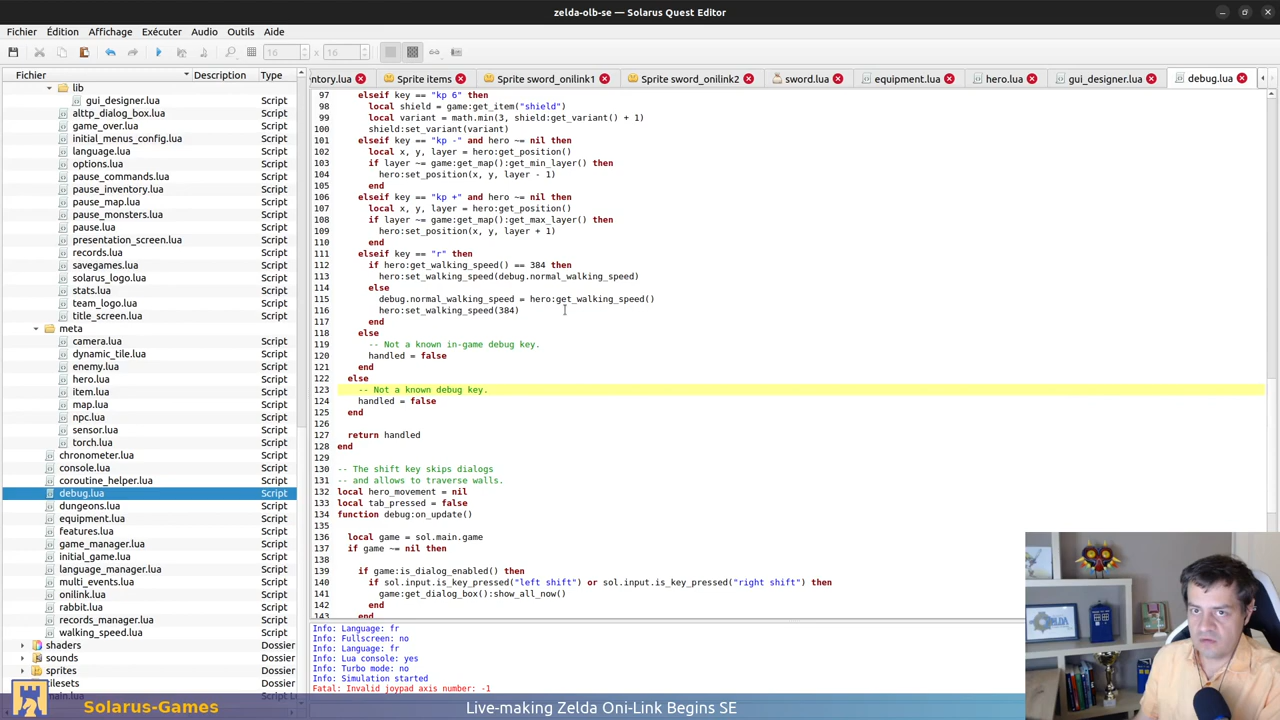 zelda-olb-se — Solarus Quest Editor
Fichier Édition Affichage Exécuter Audio Outils Aide
16 x 16
Fichier Description Type
ntory.lua Sprite items Sprite sword_onilink1 Sprite sword_onilink2 sword.lua equipment.lua hero.lua gui_designer.lua debug.lua
lib Dossier
gui_designer.lua Script
alttp_dialog_box.lua Script
game_over.lua Script
initial_menus_config.lua Script
language.lua Script
options.lua Script
pause_commands.lua Script
pause_inventory.lua Script
pause_map.lua Script
pause_monsters.lua Script
pause.lua Script
presentation_screen.lua Script
records.lua Script
savegames.lua Script
solarus_logo.lua Script
stats.lua Script
team_logo.lua Script
title_screen.lua Script
meta Dossier
camera.lua Script
dynamic_tile.lua Script
enemy.lua Script
hero.lua Script
item.lua Script
map.lua Script
npc.lua Script
sensor.lua Script
torch.lua Script
chronometer.lua Script
console.lua Script
coroutine_helper.lua Script
debug.lua Script
dungeons.lua Script
equipment.lua Script
features.lua Script
game_manager.lua Script
initial_game.lua Script
language_manager.lua Script
multi_events.lua Script
onilink.lua Script
rabbit.lua Script
records_manager.lua Script
walking_speed.lua Script
shaders Dossier
sounds Dossier
sprites Dossier
tilesets Dossier
main.lua Script
97 elseif key == "kp 6" then
98 local shield = game:get_item("shield")
99 local variant = math.min(3, shield:get_variant() + 1)
100 shield:set_variant(variant)
101 elseif key == "kp -" and hero ~= nil then
102 local x, y, layer = hero:get_position()
103 if layer ~= game:get_map():get_min_layer() then
104 hero:set_position(x, y, layer - 1)
105 end
106 elseif key == "kp +" and hero ~= nil then
107 local x, y, layer = hero:get_position()
108 if layer ~= game:get_map():get_max_layer() then
109 hero:set_position(x, y, layer + 1)
110 end
111 elseif key == "r" then
112 if hero:get_walking_speed() == 384 then
113 hero:set_walking_speed(debug.normal_walking_speed)
114 else
115 debug.normal_walking_speed = hero:get_walking_speed()
116 hero:set_walking_speed(384)
117 end
118 else
119 -- Not a known in-game debug key.
120 handled = false
121 end
122 else
123 -- Not a known debug key.
124 handled = false
125 end
126
127 return handled
128 end
129
130 -- The shift key skips dialogs
131 -- and allows to traverse walls.
132 local hero_movement = nil
133 local tab_pressed = false
134 function debug:on_update()
135
136 local game = sol.main.game
137 if game ~= nil then
138
139 if game:is_dialog_enabled() then
140 if sol.input.is_key_pressed("left shift") or sol.input.is_key_pressed("right shift") then
141 game:get_dialog_box():show_all_now()
142 end
143 end
Info: Language: fr
Info: Fullscreen: no
Info: Language: fr
Info: Lua console: yes
Info: Turbo mode: no
Info: Simulation started
Fatal: Invalid joypad axis number: -1
Solarus-Games Live-making Zelda Oni-Link Begins SE